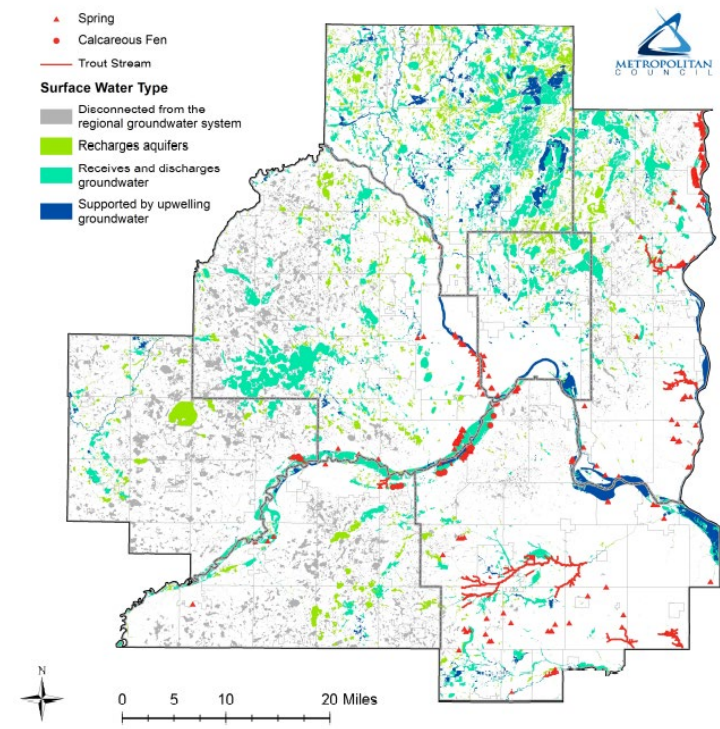 Spring
Calcareous Fen
Trout Stream
Surface Water Type
Disconnected from the
regional groundwater system
Recharges aquifers
Receives and discharges
groundwater
Supported by upwelling
groundwater
METROPOLITAN
COUNCIL
N
0 5 10 20 Miles